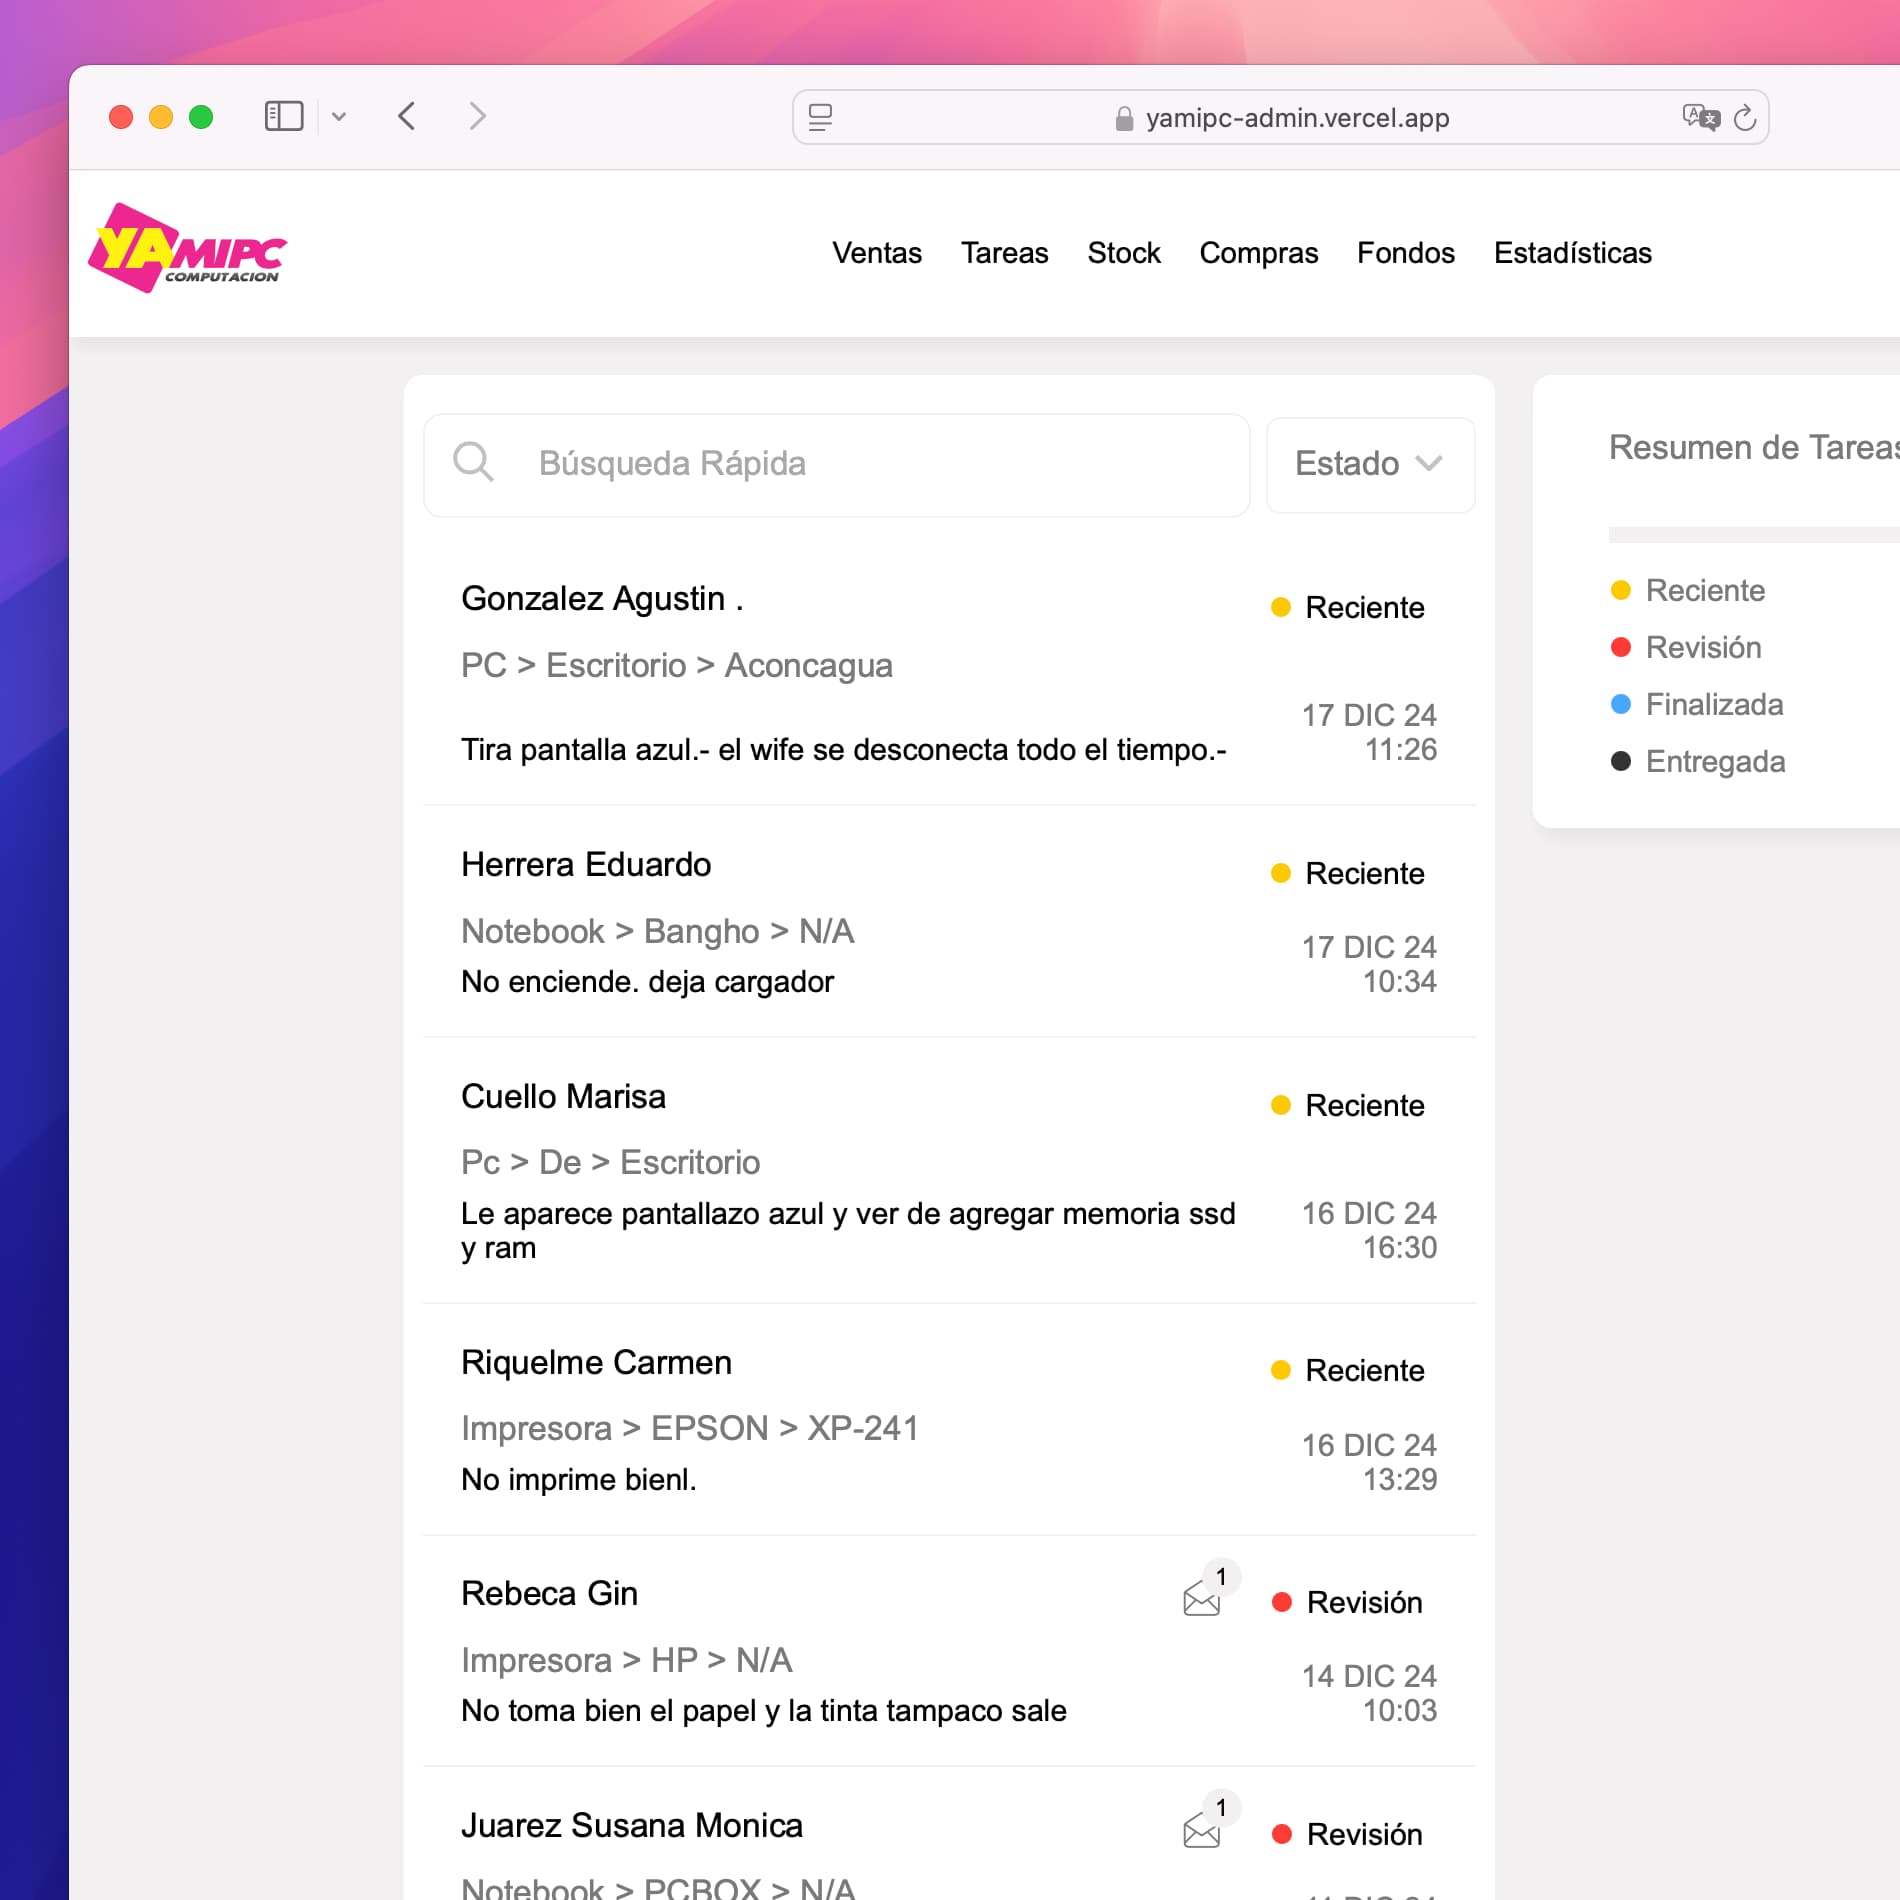 yamipc-admin.vercel.app
YAMIPC
COMPUTACION
Ventas Tareas Stock Compras Fondos Estadísticas
Búsqueda Rápida
Estado
Gonzalez Agustin .
Reciente
PC > Escritorio > Aconcagua
Tira pantalla azul.- el wife se desconecta todo el tiempo.-
17 DIC 24
11:26
Herrera Eduardo
Reciente
Notebook > Bangho > N/A
No enciende. deja cargador
17 DIC 24
10:34
Cuello Marisa
Reciente
Pc > De > Escritorio
Le aparece pantallazo azul y ver de agregar memoria ssd
y ram
16 DIC 24
16:30
Riquelme Carmen
Reciente
Impresora > EPSON > XP-241
No imprime bienl.
16 DIC 24
13:29
Rebeca Gin
1
Revisión
Impresora > HP > N/A
No toma bien el papel y la tinta tampaco sale
14 DIC 24
10:03
Juarez Susana Monica
1
Revisión
Notebook > PCBOX > N/A
Resumen de Tareas
Reciente
Revisión
Finalizada
Entregada